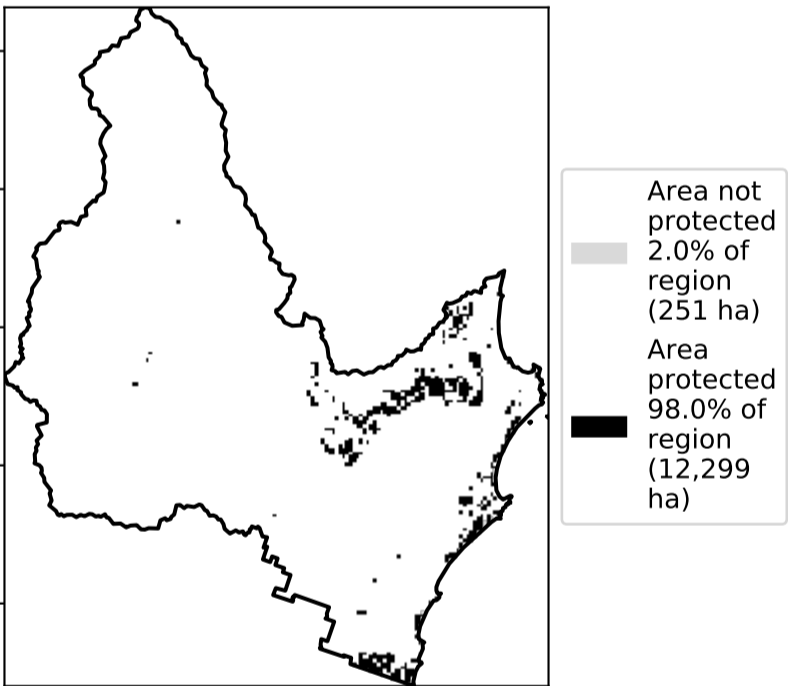 Area not
protected
2.0% of
region
(251 ha)
Area
protected
98.0% of
region
(12,299
ha)